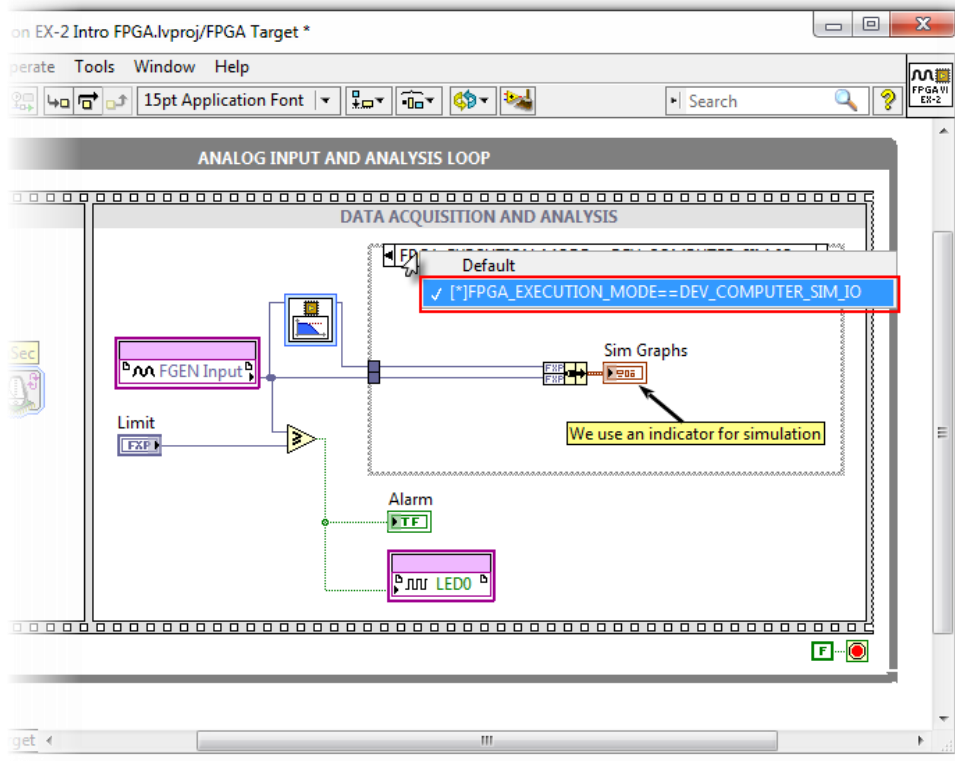 on EX-2 Intro FPGA.lvproj/FPGA Target *
perate Tools Window Help
15pt Application Font
Search
FPGA VI
EX-2
ANALOG INPUT AND ANALYSIS LOOP
DATA ACQUISITION AND ANALYSIS
Default
[*]FPGA_EXECUTION_MODE==DEV_COMPUTER_SIM_IO
Sec
FGEN Input
Sim Graphs
FXP
FXP
Limit
FXP
We use an indicator for simulation
Alarm
TF
LED0
F
get